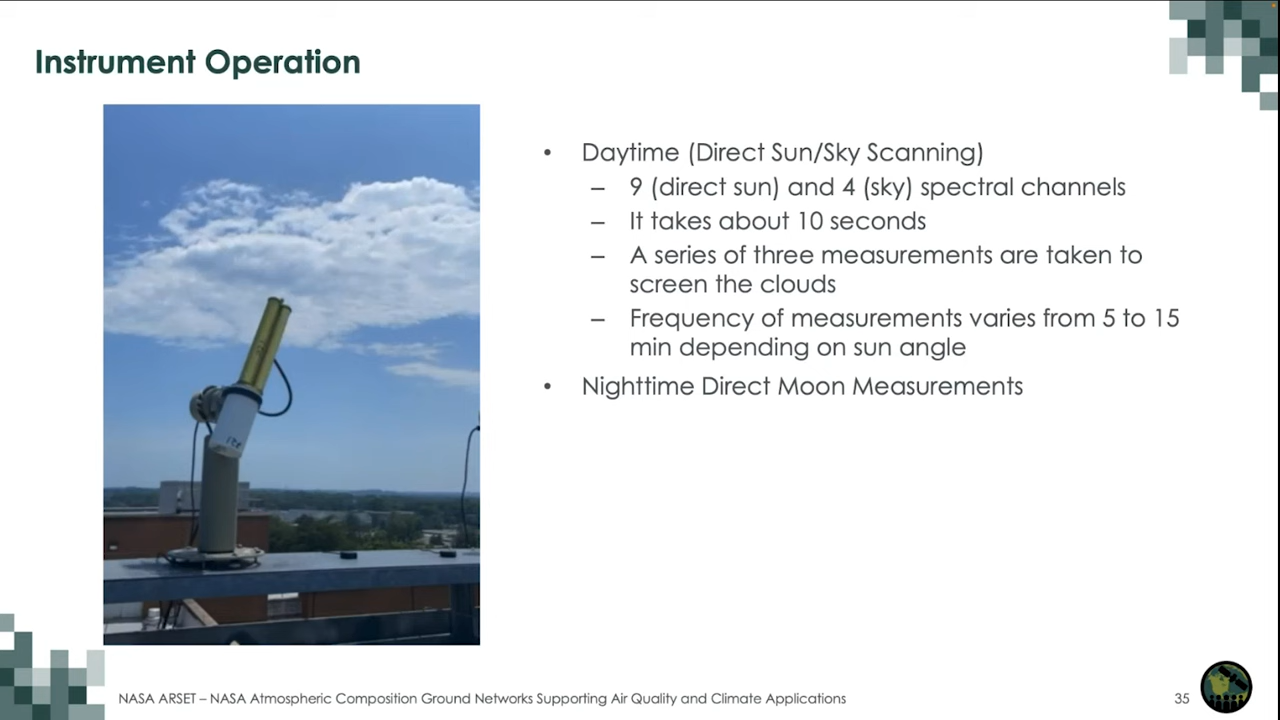 Instrument Operation
• Daytime (Direct Sun/Sky Scanning)
– 9 (direct sun) and 4 (sky) spectral channels
– It takes about 10 seconds
– A series of three measurements are taken to
screen the clouds
– Frequency of measurements varies from 5 to 15
min depending on sun angle
• Nighttime Direct Moon Measurements
NASA ARSET – NASA Atmospheric Composition Ground Networks Supporting Air Quality and Climate Applications
35